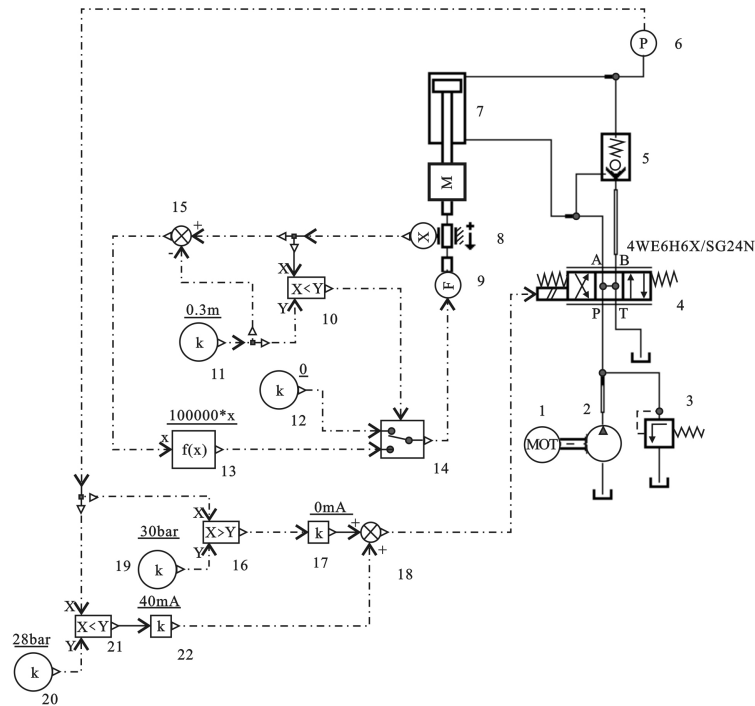 P
6
7
5
M
15
+
-
X
8
4WE6H6X/SG24N
A B
X
X<Y
Y
10
F
9
4
P T
0.3m
k
11
0
k
12
1
2
3
MOT
100000*x
x
f(x)
13
14
0mA
X
X>Y
Y
16
k
17
+
+
18
30bar
k
19
40mA
X
X<Y
Y
21
k
22
28bar
k
20